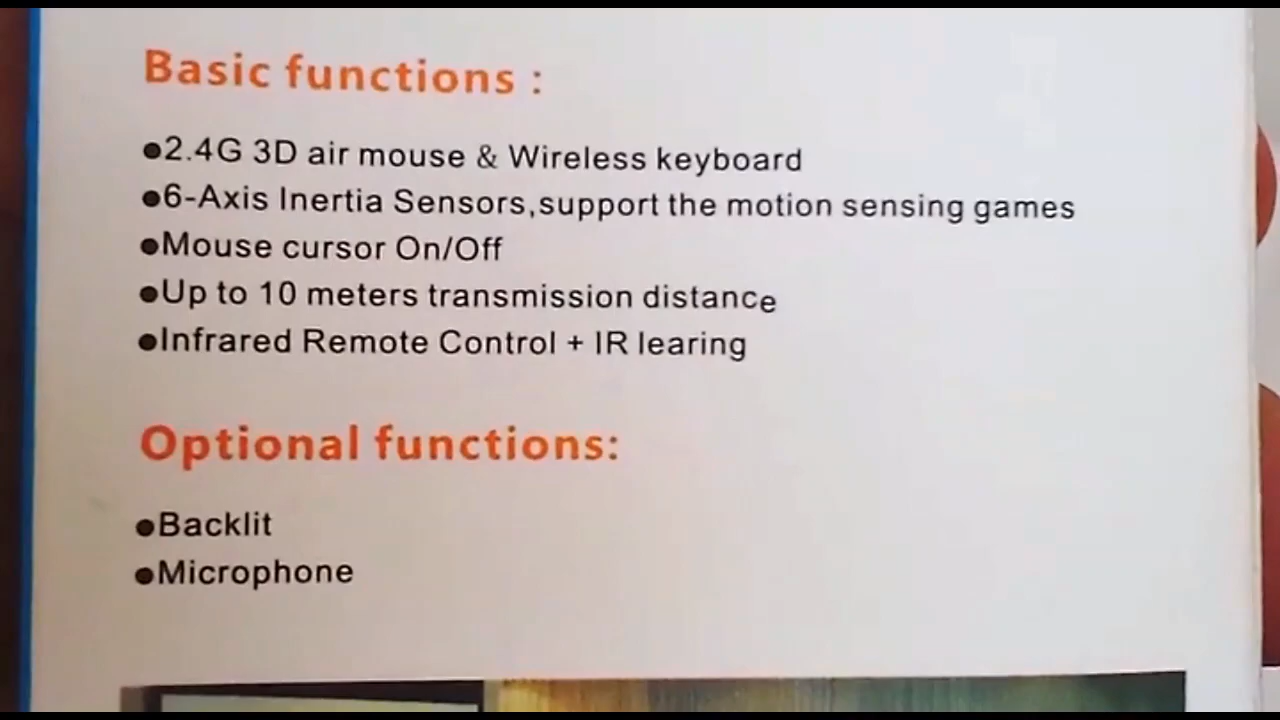 Basic functions :
●2.4G 3D air mouse & Wireless keyboard
●6-Axis Inertia Sensors,support the motion sensing games
●Mouse cursor On/Off
●Up to 10 meters transmission distance
●Infrared Remote Control + IR learing
Optional functions:
●Backlit
●Microphone